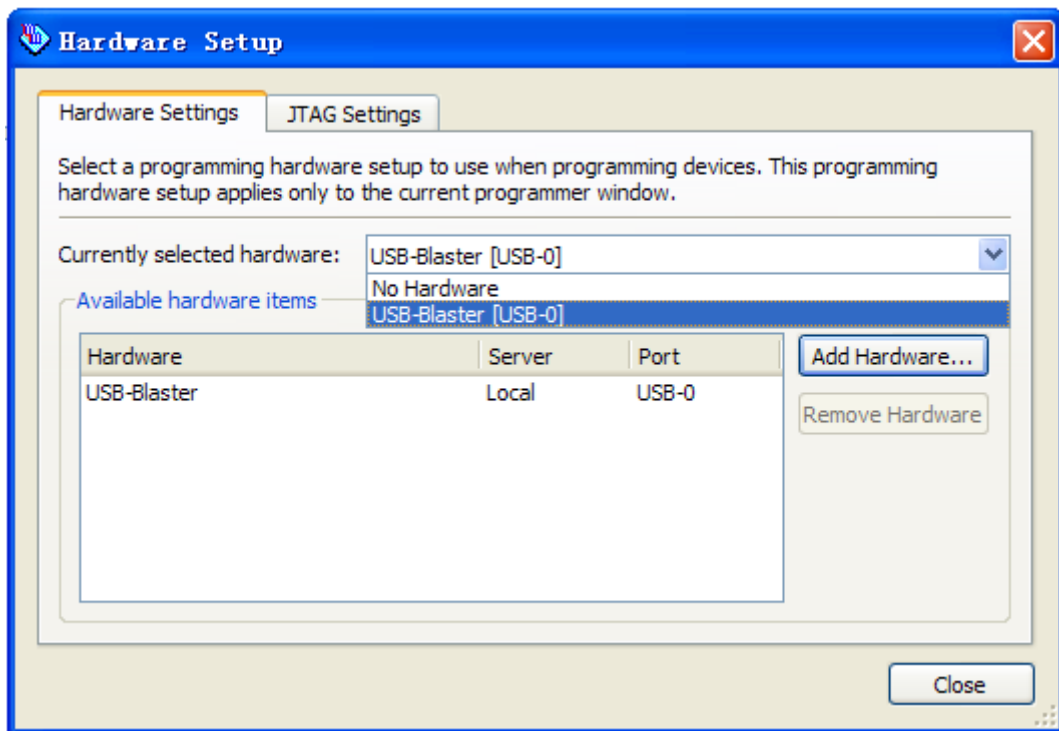 Hardware Setup
Hardware Settings
JTAG Settings
Select a programming hardware setup to use when programming devices. This programming
hardware setup applies only to the current programmer window.
Currently selected hardware:
USB-Blaster [USB-0]
No Hardware
USB-Blaster [USB-0]
Available hardware items
Hardware Server Port
USB-Blaster Local USB-0
Add Hardware...
Remove Hardware
Close